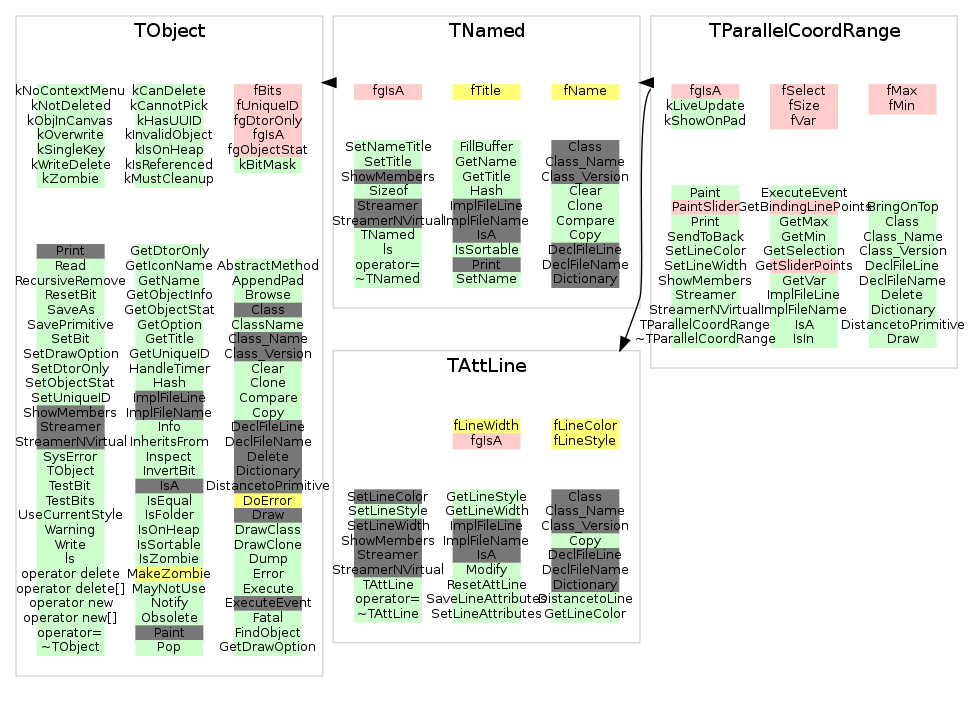 TObject
kNoContextMenu kCanDelete fBits
kNotDeleted kCannotPick fUniqueID
kObjInCanvas kHasUUID fgDtorOnly
kOverwrite kInvalidObject fgIsA
kSingleKey kIsOnHeap fgObjectStat
kWriteDelete kIsReferenced kBitMask
kZombie kMustCleanup
Print GetDtorOnly
Read GetIconName AbstractMethod
RecursiveRemove GetName AppendPad
ResetBit GetObjectInfo Browse
SaveAs GetObjectStat Class
SavePrimitive GetOption ClassName
SetBit GetTitle Class_Name
SetDrawOption GetUniqueID Class_Version
SetDtorOnly HandleTimer Clear
SetObjectStat Hash Clone
SetUniqueID ImplFileLine Compare
ShowMembers ImplFileName Copy
Streamer Info DeclFileLine
StreamerNVirtual InheritsFrom DeclFileName
SysError Inspect Delete
TObject InvertBit Dictionary
TestBit IsA DistancetoPrimitive
TestBits IsEqual DoError
UseCurrentStyle IsFolder Draw
Warning IsOnHeap DrawClass
Write IsSortable DrawClone
ls IsZombie Dump
operator delete MakeZombie Error
operator delete[] MayNotUse Execute
operator new Notify ExecuteEvent
operator new[] Obsolete Fatal
operator= Paint FindObject
~TObject Pop GetDrawOption
TNamed
fgIsA fTitle fName
SetNameTitle FillBuffer Class
SetTitle GetName Class_Name
ShowMembers GetTitle Class_Version
Sizeof Hash Clear
Streamer ImplFileLine Clone
StreamerNVirtual ImplFileName Compare
TNamed IsA Copy
ls IsSortable DeclFileLine
operator= Print DeclFileName
~TNamed SetName Dictionary
TAttLine
fLineWidth fLineColor
fgIsA fLineStyle
SetLineColor GetLineStyle Class
SetLineStyle GetLineWidth Class_Name
SetLineWidth ImplFileLine Class_Version
ShowMembers ImplFileName Copy
Streamer IsA DeclFileLine
StreamerNVirtual Modify DeclFileName
TAttLine ResetAttLine Dictionary
operator= SaveLineAttributes DistancetoLine
~TAttLine SetLineAttributes GetLineColor
TParallelCoordRange
fgIsA fSelect fMax
kLiveUpdate fSize fMin
kShowOnPad fVar
Paint ExecuteEvent
PaintSlider GetBindingLinePoints BringOnTop
Print GetMax Class
SendToBack GetMin Class_Name
SetLineColor GetSelection Class_Version
SetLineWidth GetSliderPoints DeclFileLine
ShowMembers GetVar DeclFileName
Streamer ImplFileLine Delete
StreamerNVirtual ImplFileName Dictionary
TParallelCoordRange IsA DistancetoPrimitive
~TParallelCoordRange IsIn Draw